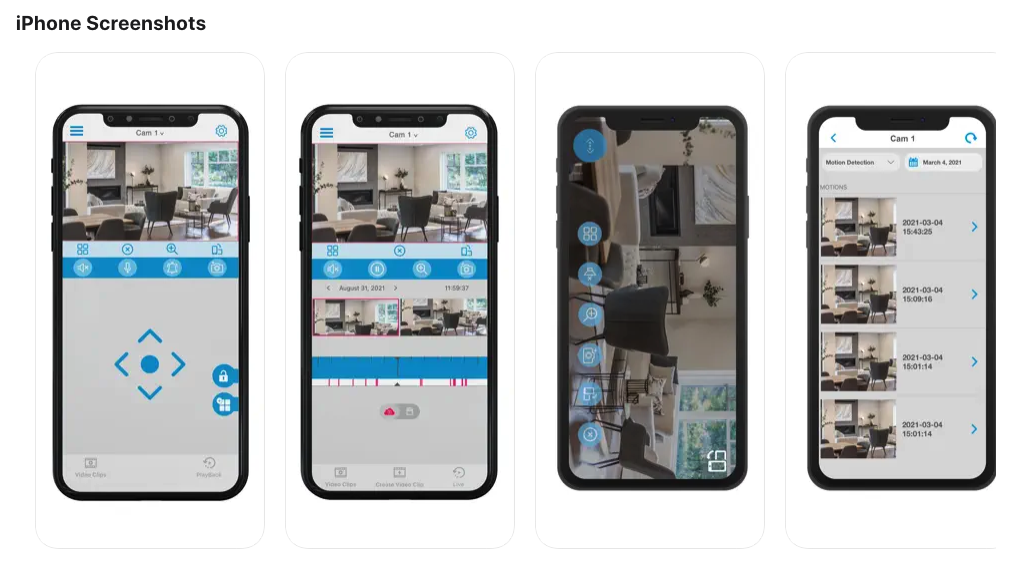 iPhone Screenshots
Cam 1
Video Clips
Playback
Cam 1
August 31, 2021
11:59:37
Video Clips
Create Video Clip
Live
Cam 1
Motion Detection
March 4, 2021
MOTIONS
2021-03-04
15:43:25
2021-03-04
15:09:16
2021-03-04
15:01:14
2021-03-04
15:01:14